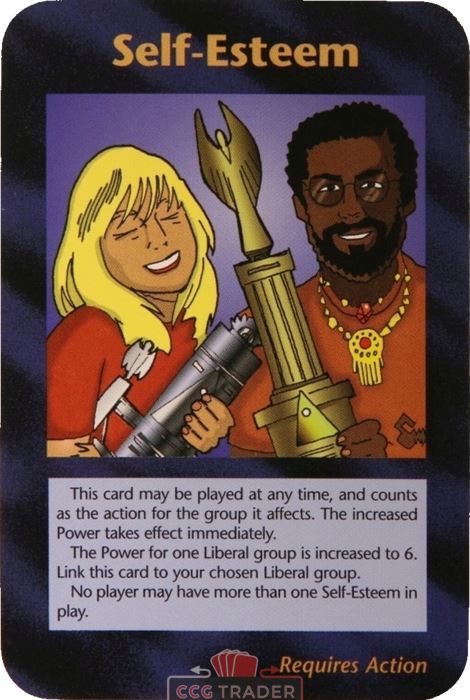 Self-Esteem
This card may be played at any time, and counts
as the action for the group it affects. The increased
Power takes effect immediately.
The Power for one Liberal group is increased to 6.
Link this card to your chosen Liberal group.
No player may have more than one Self-Esteem in
play.
Requires Action
CCG TRADER